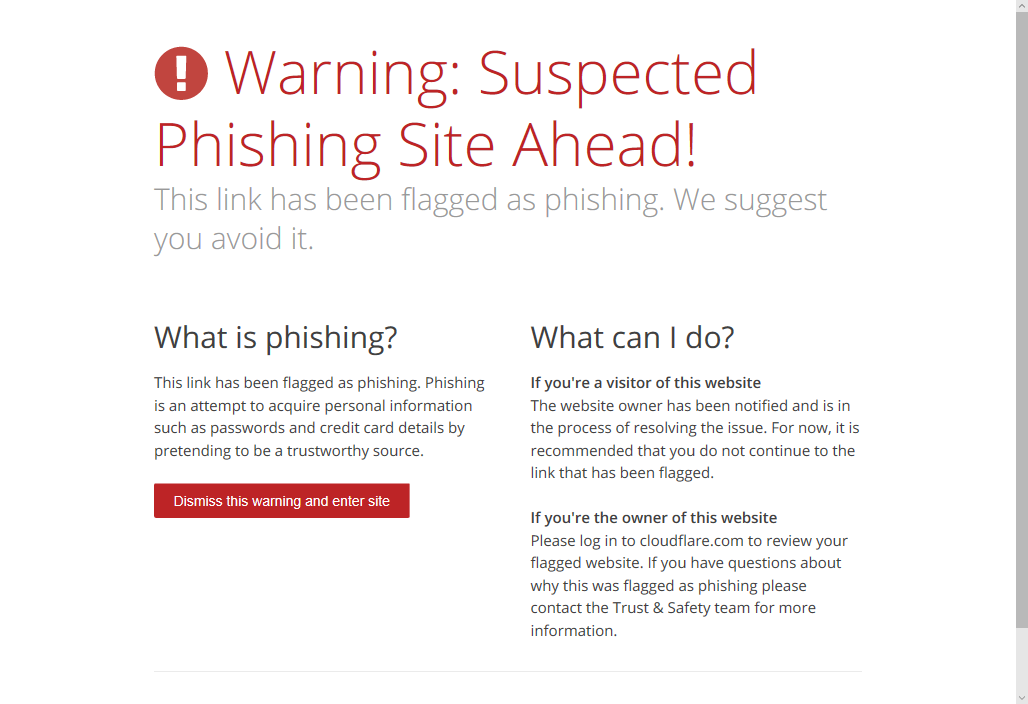 Warning: Suspected
Phishing Site Ahead!
This link has been flagged as phishing. We suggest
you avoid it.
What is phishing?
This link has been flagged as phishing. Phishing
is an attempt to acquire personal information
such as passwords and credit card details by
pretending to be a trustworthy source.
Dismiss this warning and enter site
What can I do?
If you're a visitor of this website
The website owner has been notified and is in
the process of resolving the issue. For now, it is
recommended that you do not continue to the
link that has been flagged.
If you're the owner of this website
Please log in to cloudflare.com to review your
flagged website. If you have questions about
why this was flagged as phishing please
contact the Trust & Safety team for more
information.